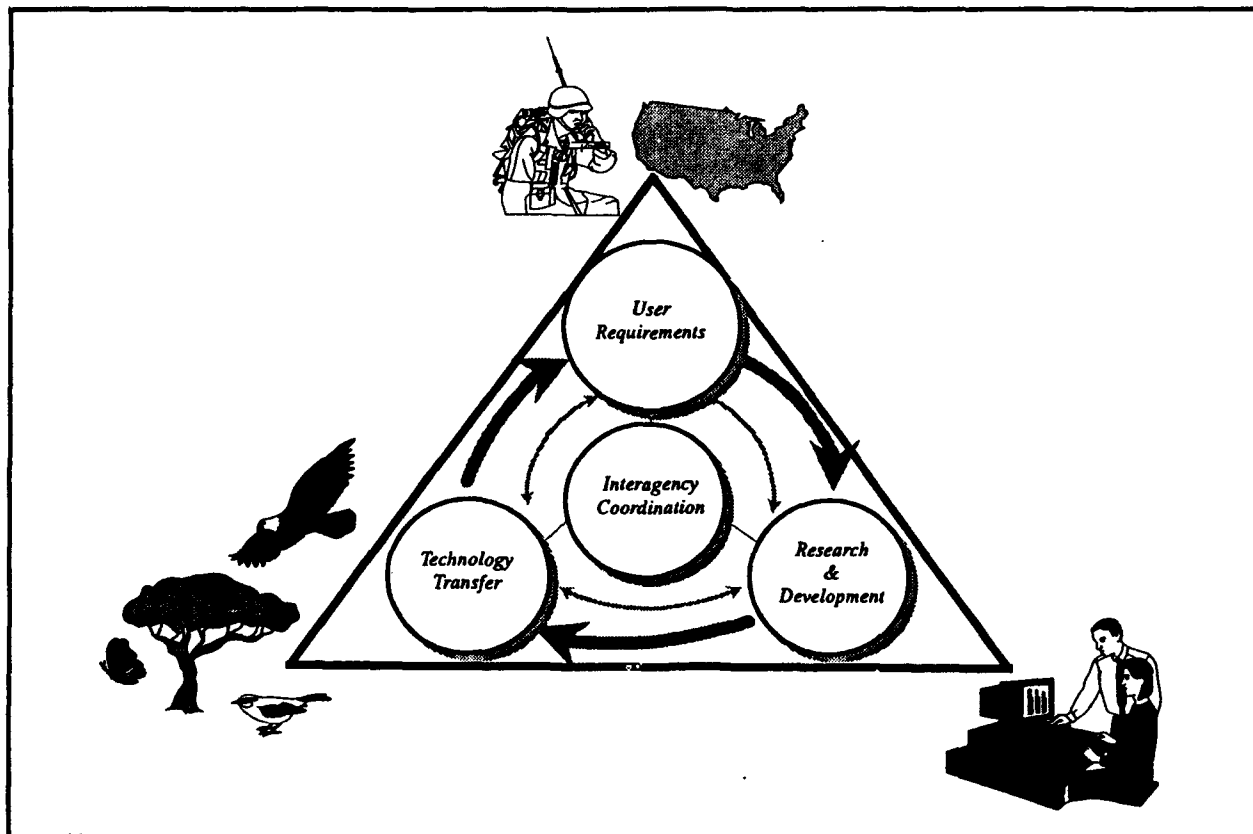 User
Requirements
Interagency
Coordination
Technology
Transfer
Research
&
Development